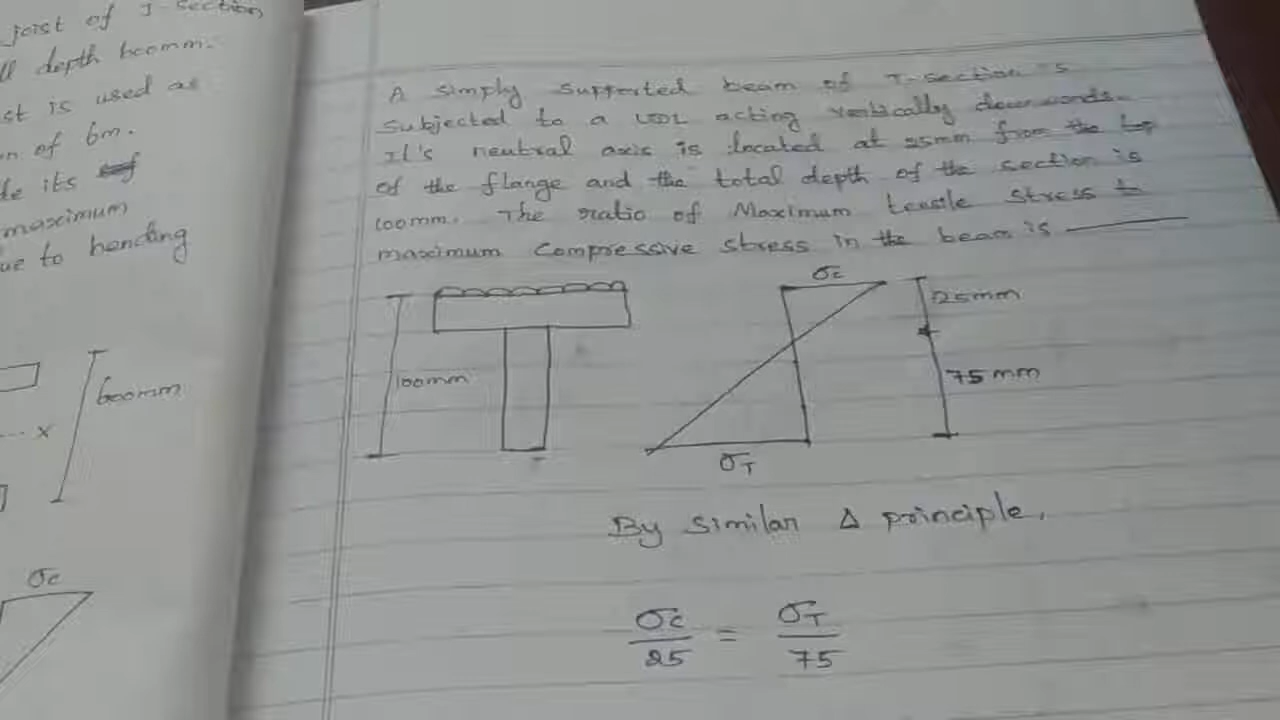 joist of I-section
depth 600mm.
st is used as
n of 6m.
its
maximum
ue to bending
600mm
x
σc
A simply supported beam of T-section is
subjected to a UDL acting vertically downwards.
It's neutral axis is located at 25mm from the top
of the flange and the total depth of the section is
100mm. The ratio of Maximum tensile stress to
maximum compressive stress in the beam is
σc
25mm
100mm
75mm
σT
By similar Δ principle,
σc/25 = σT/75